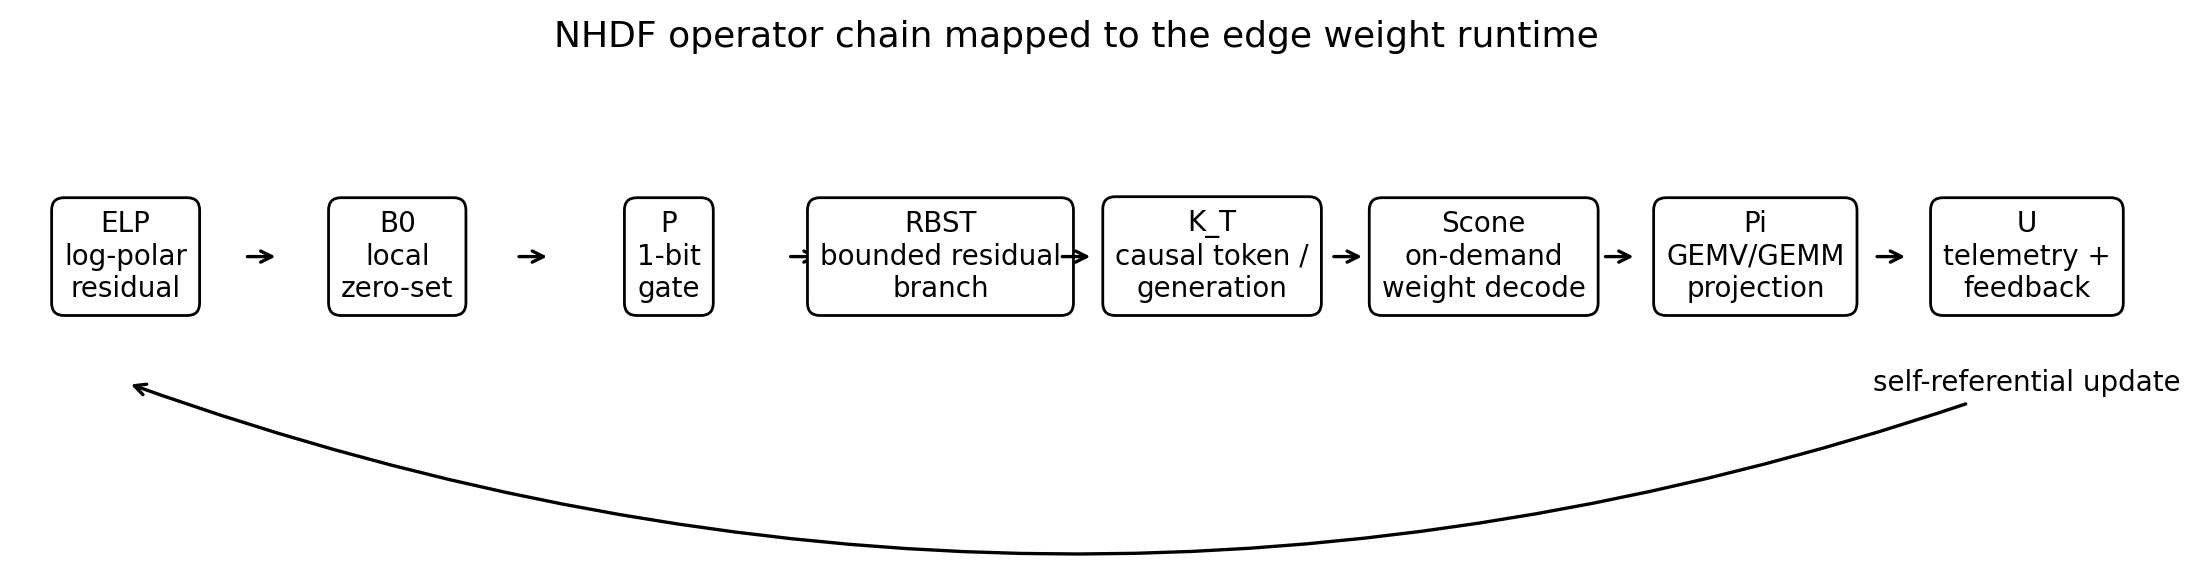 NHDF operator chain mapped to the edge weight runtime
ELP
log-polar
residual
B0
local
zero-set
P
1-bit
gate
RBST
bounded residual
branch
K_T
causal token /
generation
Scone
on-demand
weight decode
Pi
GEMV/GEMM
projection
U
telemetry +
feedback
self-referential update